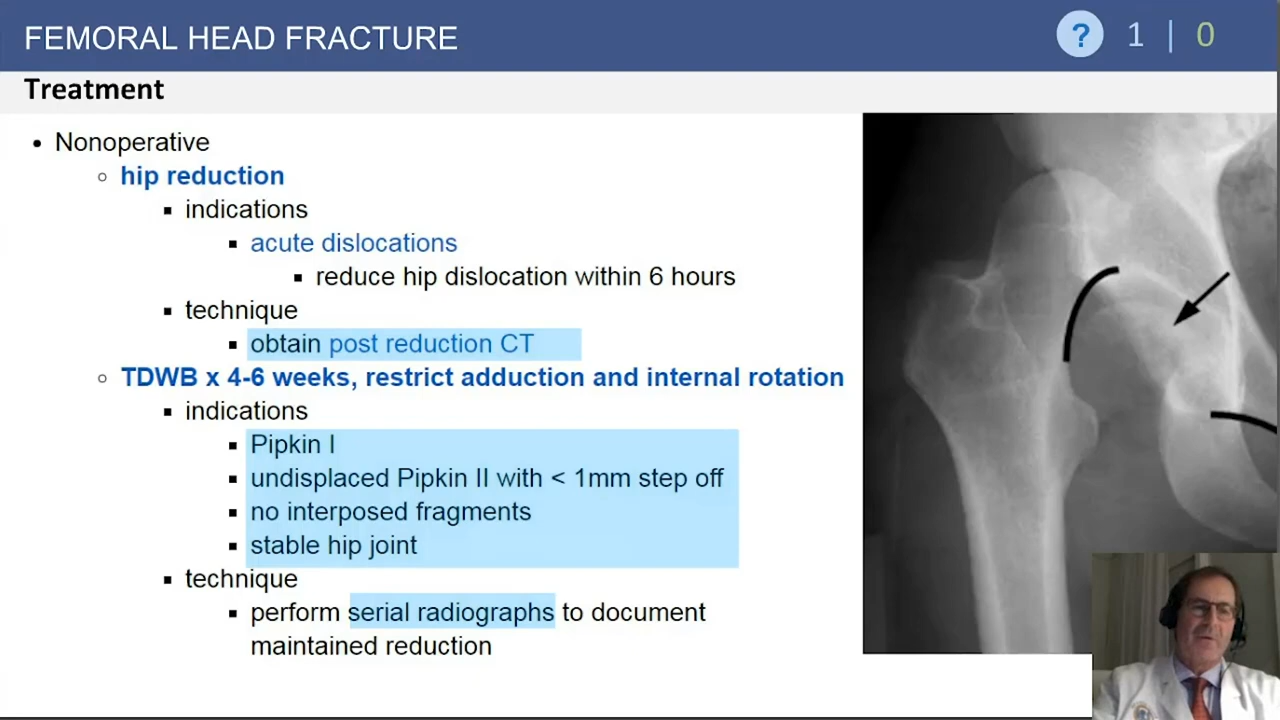 FEMORAL HEAD FRACTURE
? 1 | 0
Treatment
• Nonoperative
○ hip reduction
▪ indications
▪ acute dislocations
▪ reduce hip dislocation within 6 hours
▪ technique
▪ obtain post reduction CT
○ TDWB x 4-6 weeks, restrict adduction and internal rotation
▪ indications
▪ Pipkin I
▪ undisplaced Pipkin II with < 1mm step off
▪ no interposed fragments
▪ stable hip joint
▪ technique
▪ perform serial radiographs to document
maintained reduction